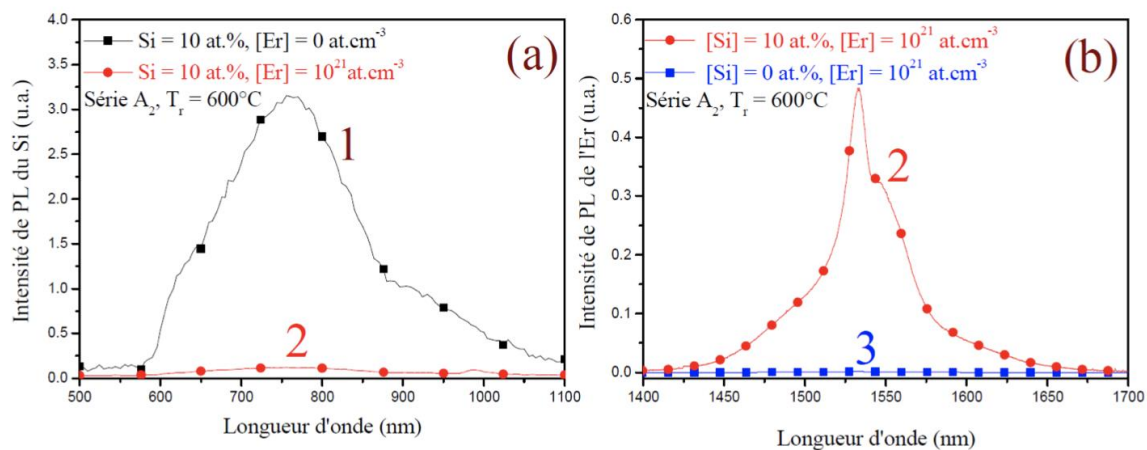 4.0
3.5
3.0
2.5
2.0
1.5
1.0
0.5
0.0
500 600 700 800 900 1000 1100
Intensité de PL du Si (u.a.)
Longueur d'onde (nm)
Si = 10 at.%, [Er] = 0 at.cm⁻³
Si = 10 at.%, [Er] = 10²¹at.cm⁻³
Série A₂, Tᵣ = 600°C
(a)
1
2
0.6
0.5
0.4
0.3
0.2
0.1
0.0
1400 1450 1500 1550 1600 1650 1700
Intensité de PL de l'Er (u.a.)
Longueur d'onde (nm)
[Si] = 10 at.%, [Er] = 10²¹ at.cm⁻³
[Si] = 0 at.%, [Er] = 10²¹ at.cm⁻³
Série A₂, Tᵣ = 600°C
(b)
2
3